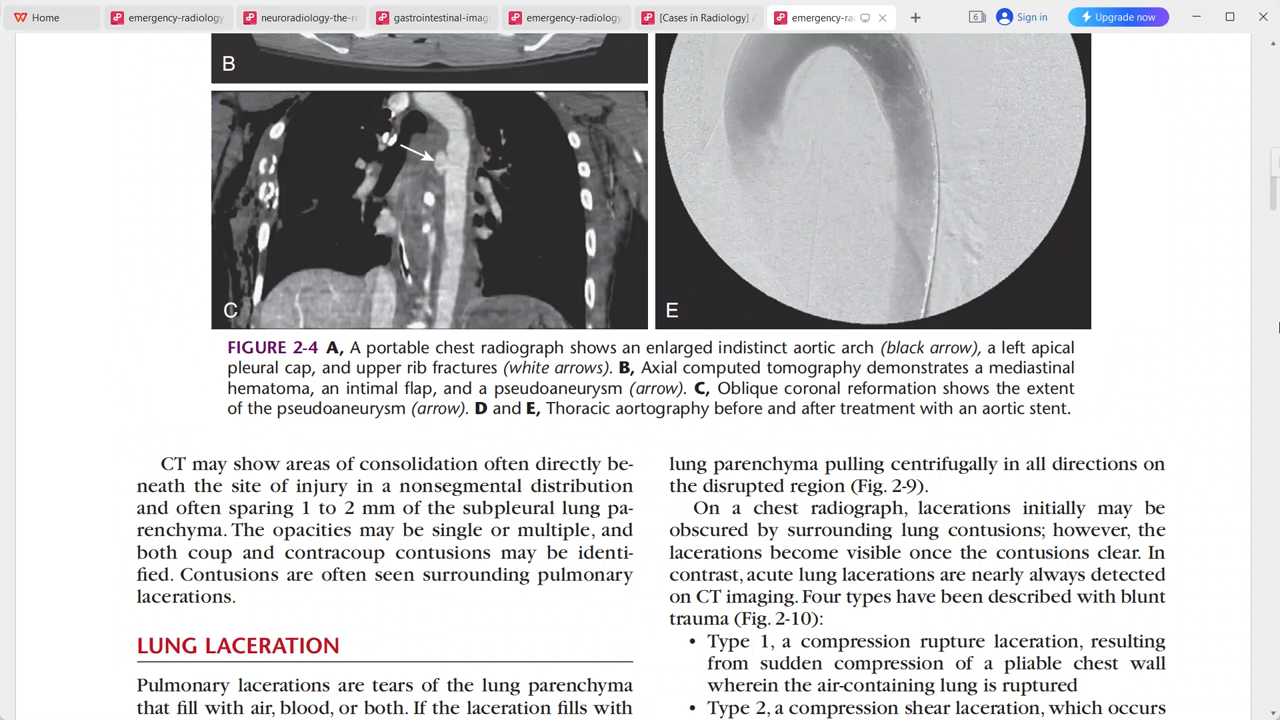 Home
emergency-radiology
neuroradiology-the-r
gastrointestinal-imag
emergency-radiology
[Cases in Radiology]
emergency-ra
6
Sign in
Upgrade now
B
C
E
FIGURE 2-4 A, A portable chest radiograph shows an enlarged indistinct aortic arch (black arrow), a left apical
pleural cap, and upper rib fractures (white arrows). B, Axial computed tomography demonstrates a mediastinal
hematoma, an intimal flap, and a pseudoaneurysm (arrow). C, Oblique coronal reformation shows the extent
of the pseudoaneurysm (arrow). D and E, Thoracic aortography before and after treatment with an aortic stent.
CT may show areas of consolidation often directly be-
neath the site of injury in a nonsegmental distribution
and often sparing 1 to 2 mm of the subpleural lung pa-
renchyma. The opacities may be single or multiple, and
both coup and contracoup contusions may be identi-
fied. Contusions are often seen surrounding pulmonary
lacerations.
LUNG LACERATION
Pulmonary lacerations are tears of the lung parenchyma
that fill with air, blood, or both. If the laceration fills with
lung parenchyma pulling centrifugally in all directions on
the disrupted region (Fig. 2-9).
On a chest radiograph, lacerations initially may be
obscured by surrounding lung contusions; however, the
lacerations become visible once the contusions clear. In
contrast, acute lung lacerations are nearly always detected
on CT imaging. Four types have been described with blunt
trauma (Fig. 2-10):
• Type 1, a compression rupture laceration, resulting
from sudden compression of a pliable chest wall
wherein the air-containing lung is ruptured
• Type 2, a compression shear laceration, which occurs